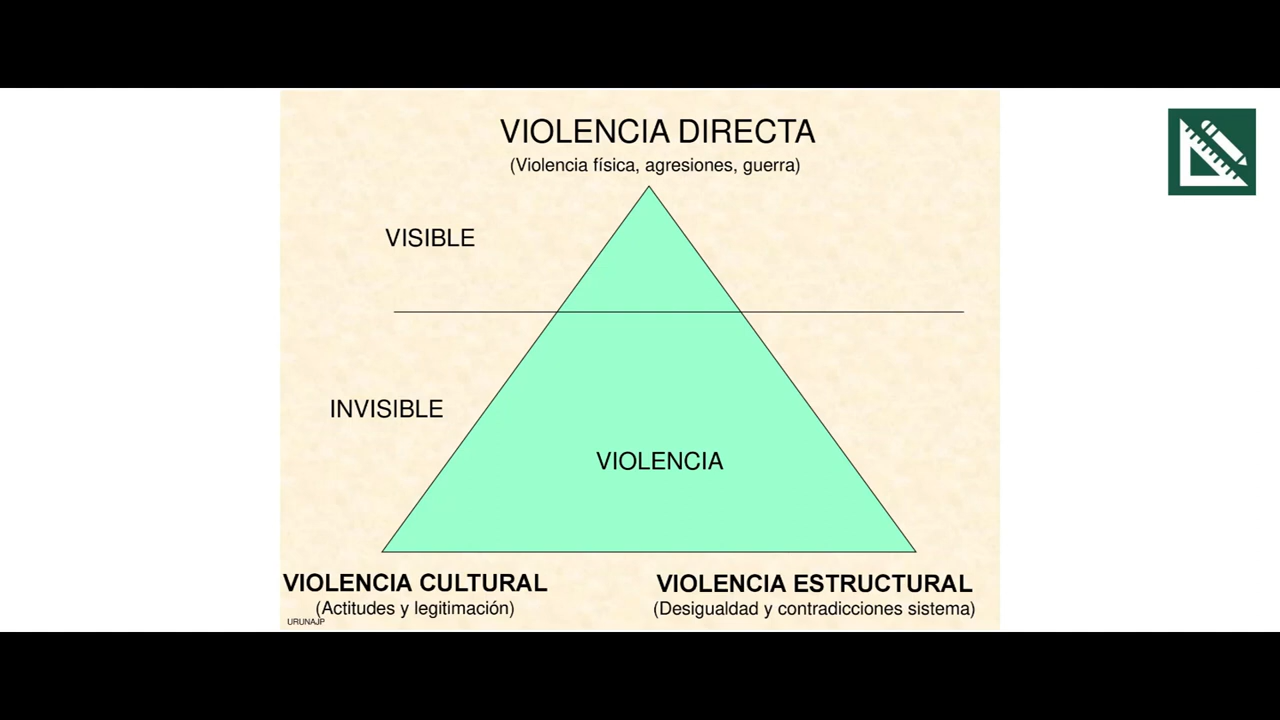 VIOLENCIA DIRECTA
(Violencia física, agresiones, guerra)
VISIBLE
INVISIBLE
VIOLENCIA
VIOLENCIA CULTURAL
(Actitudes y legitimación)
VIOLENCIA ESTRUCTURAL
(Desigualdad y contradicciones sistema)
URUNAJP